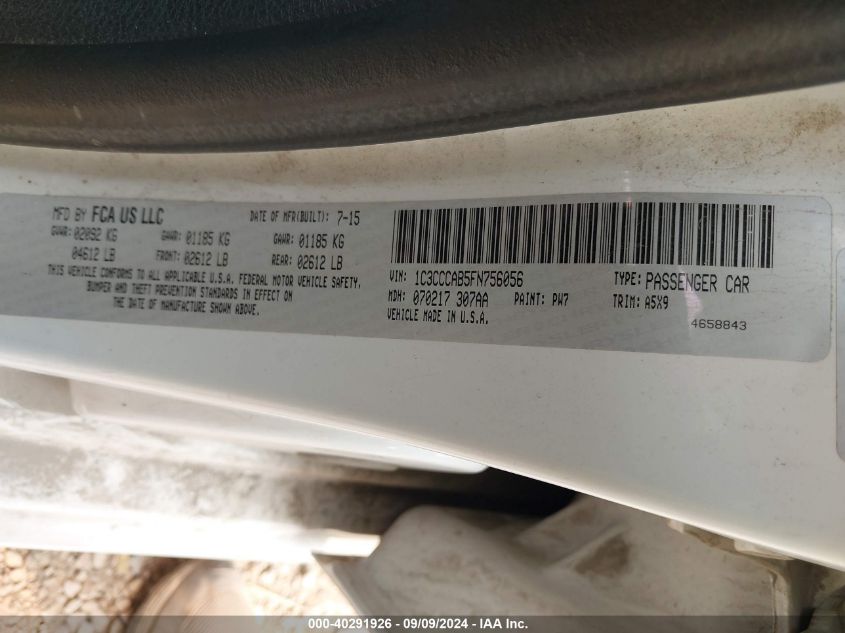 MFD BY FCA US LLC DATE OF MFR(BUILT): 7-15
GVWR: 02092 KG GAWR: 01185 KG GAWR: 01185 KG
04612 LB FRONT: 02612 LB REAR: 02612 LB
THIS VEHICLE CONFORMS TO ALL APPLICABLE U.S.A. FEDERAL MOTOR VEHICLE SAFETY,
BUMPER AND THEFT PREVENTION STANDARDS IN EFFECT ON
THE DATE OF MANUFACTURE SHOWN ABOVE.
VIN: 1C3CCCAB5FN756056 TYPE: PASSENGER CAR
MDH: 070217 307AA PAINT: PW7 TRIM: A5X9
VEHICLE MADE IN U.S.A. 4658843
000-40291926 - 09/09/2024 - IAA Inc.